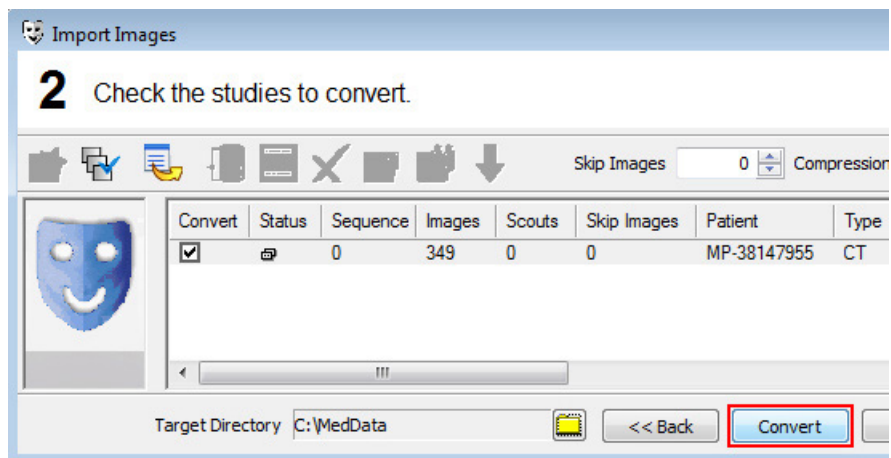 Import Images
2 Check the studies to convert.
Skip Images 0 Compression
Convert Status Sequence Images Scouts Skip Images Patient Type
0 349 0 0 MP-38147955 CT
Target Directory C:\MedData << Back Convert